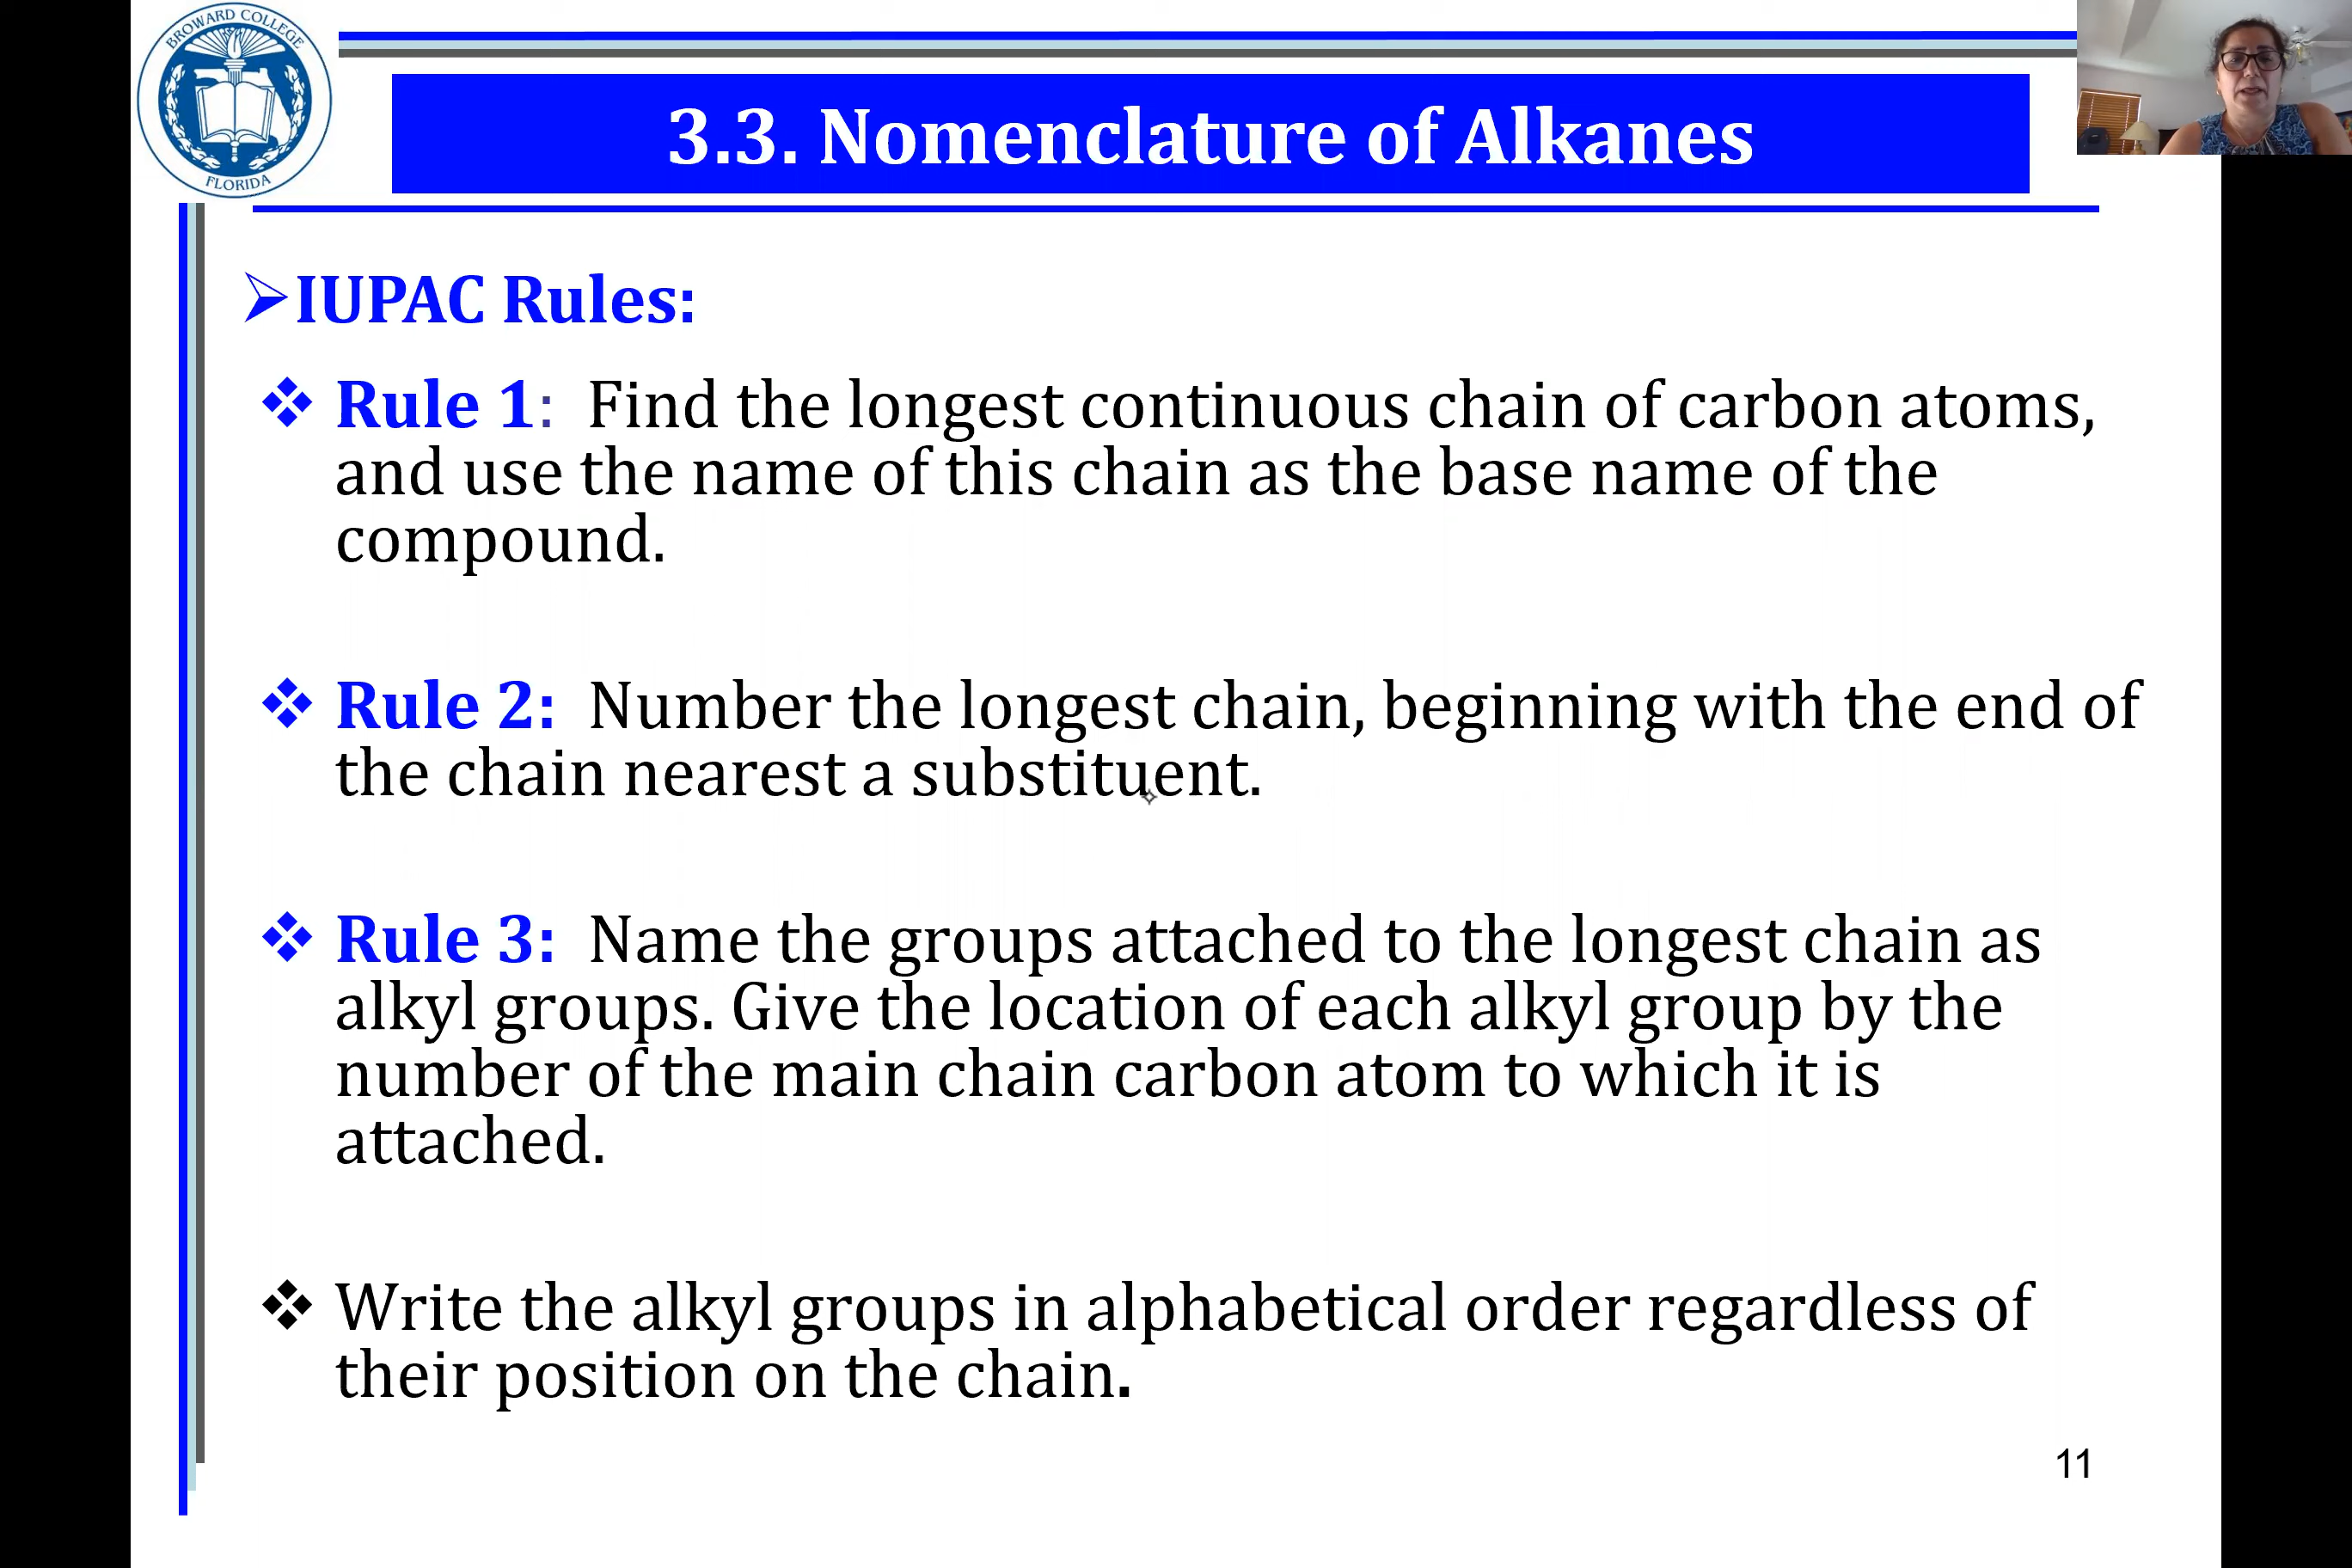 BROWARD COLLEGE
FLORIDA
3.3. Nomenclature of Alkanes
IUPAC Rules:
Rule 1: Find the longest continuous chain of carbon atoms,
and use the name of this chain as the base name of the
compound.
Rule 2: Number the longest chain, beginning with the end of
the chain nearest a substituent.
Rule 3: Name the groups attached to the longest chain as
alkyl groups. Give the location of each alkyl group by the
number of the main chain carbon atom to which it is
attached.
Write the alkyl groups in alphabetical order regardless of
their position on the chain.
11